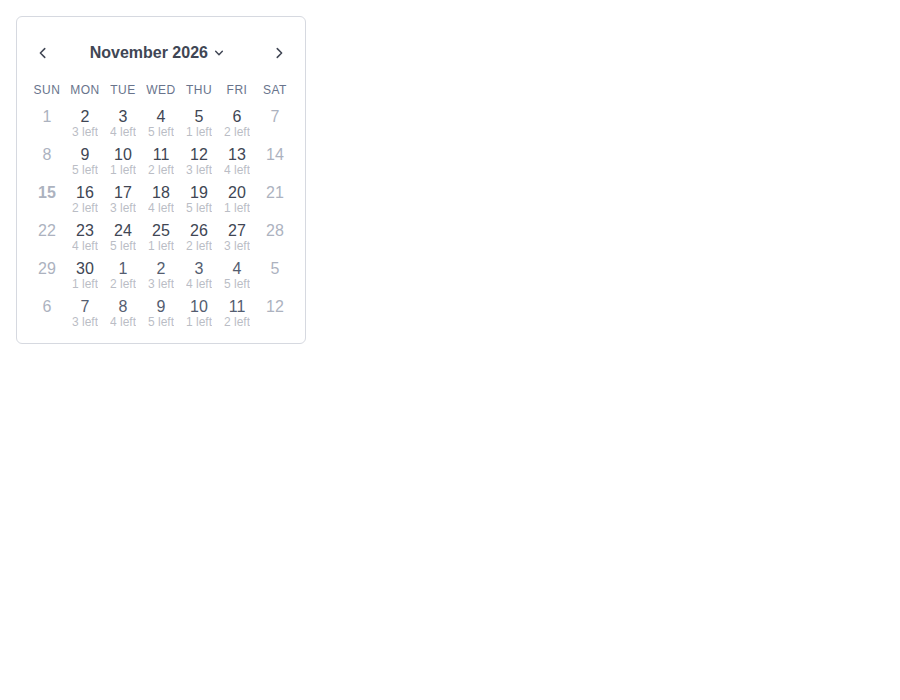 November 2026
SUN MON TUE WED THU FRI SAT
1 2 3 4 5 6 7
3 left 4 left 5 left 1 left 2 left
8 9 10 11 12 13 14
5 left 1 left 2 left 3 left 4 left
15 16 17 18 19 20 21
2 left 3 left 4 left 5 left 1 left
22 23 24 25 26 27 28
4 left 5 left 1 left 2 left 3 left
29 30 1 2 3 4 5
1 left 2 left 3 left 4 left 5 left
6 7 8 9 10 11 12
3 left 4 left 5 left 1 left 2 left